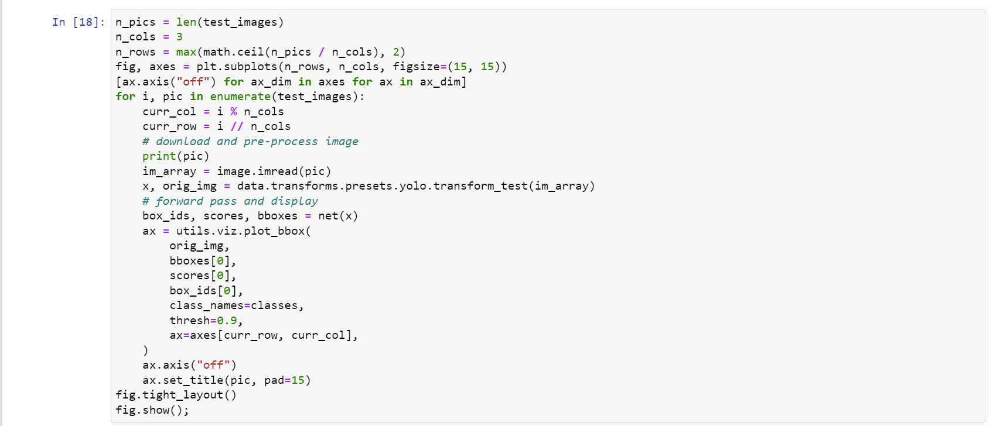 In [18]: n_pics = len(test_images)
n_cols = 3
n_rows = max(math.ceil(n_pics / n_cols), 2)
fig, axes = plt.subplots(n_rows, n_cols, figsize=(15, 15))
[ax.axis("off") for ax_dim in axes for ax in ax_dim]
for i, pic in enumerate(test_images):
    curr_col = i % n_cols
    curr_row = i // n_cols
    # download and pre-process image
    print(pic)
    im_array = image.imread(pic)
    x, orig_img = data.transforms.presets.yolo.transform_test(im_array)
    # forward pass and display
    box_ids, scores, bboxes = net(x)
    ax = utils.viz.plot_bbox(
        orig_img,
        bboxes[0],
        scores[0],
        box_ids[0],
        class_names=classes,
        thresh=0.9,
        ax=axes[curr_row, curr_col],
    )
    ax.axis("off")
    ax.set_title(pic, pad=15)
fig.tight_layout()
fig.show();